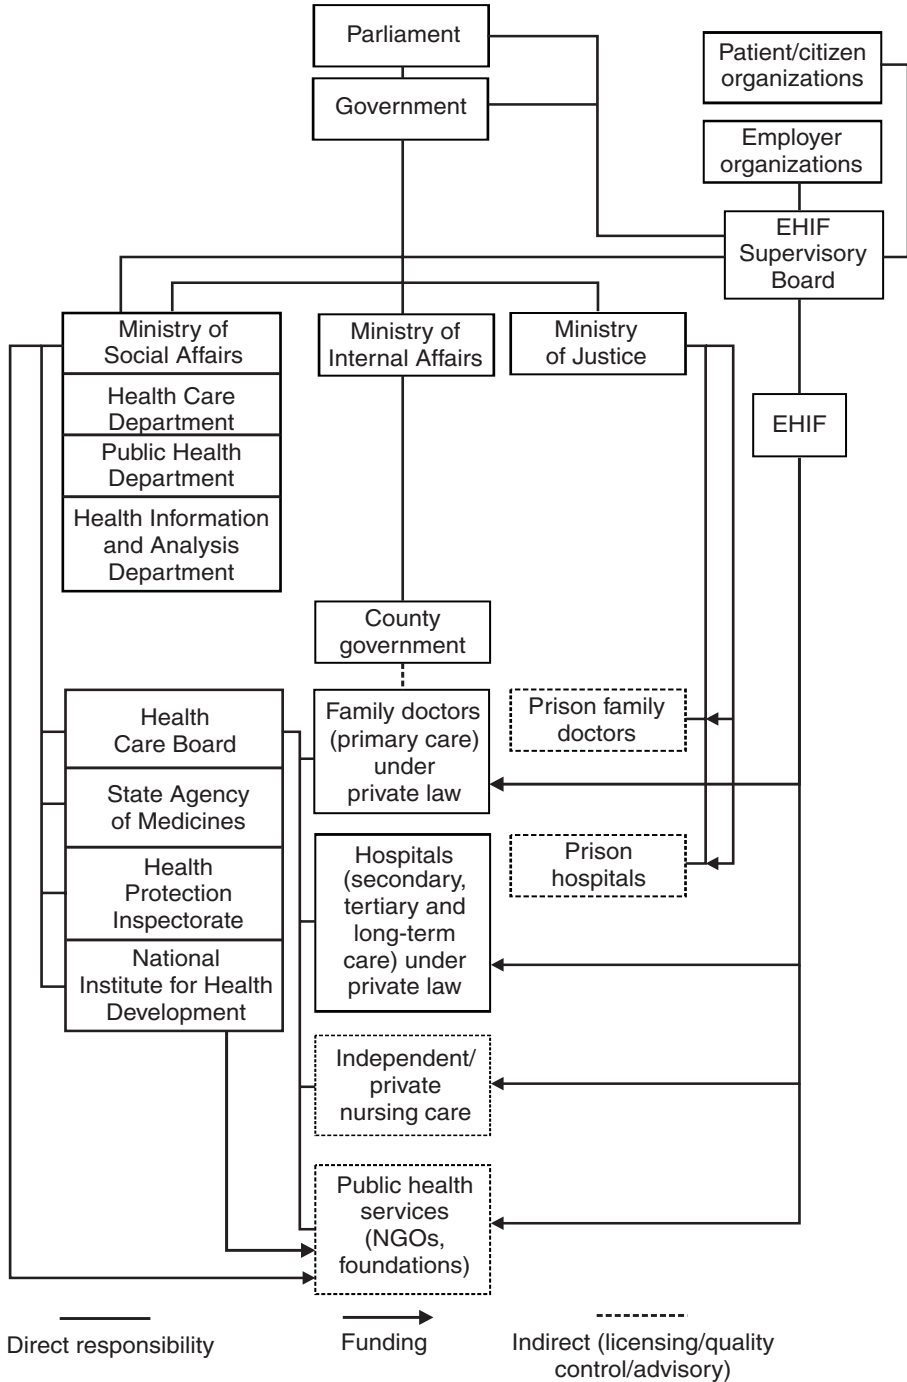 Parliament
Government
Patient/citizen
organizations
Employer
organizations
EHIF
Supervisory
Board
Ministry of
Social Affairs
Health Care
Department
Public Health
Department
Health Information
and Analysis
Department
Ministry of
Internal Affairs
Ministry
of Justice
EHIF
County
government
Health
Care Board
State Agency
of Medicines
Health
Protection
Inspectorate
National
Institute for Health
Development
Family doctors
(primary care)
under
private law
Prison family
doctors
Hospitals
(secondary,
tertiary and
long-term
care) under
private law
Prison
hospitals
Independent/
private
nursing care
Public health
services
(NGOs,
foundations)
Direct responsibility
Funding
Indirect (licensing/quality
control/advisory)